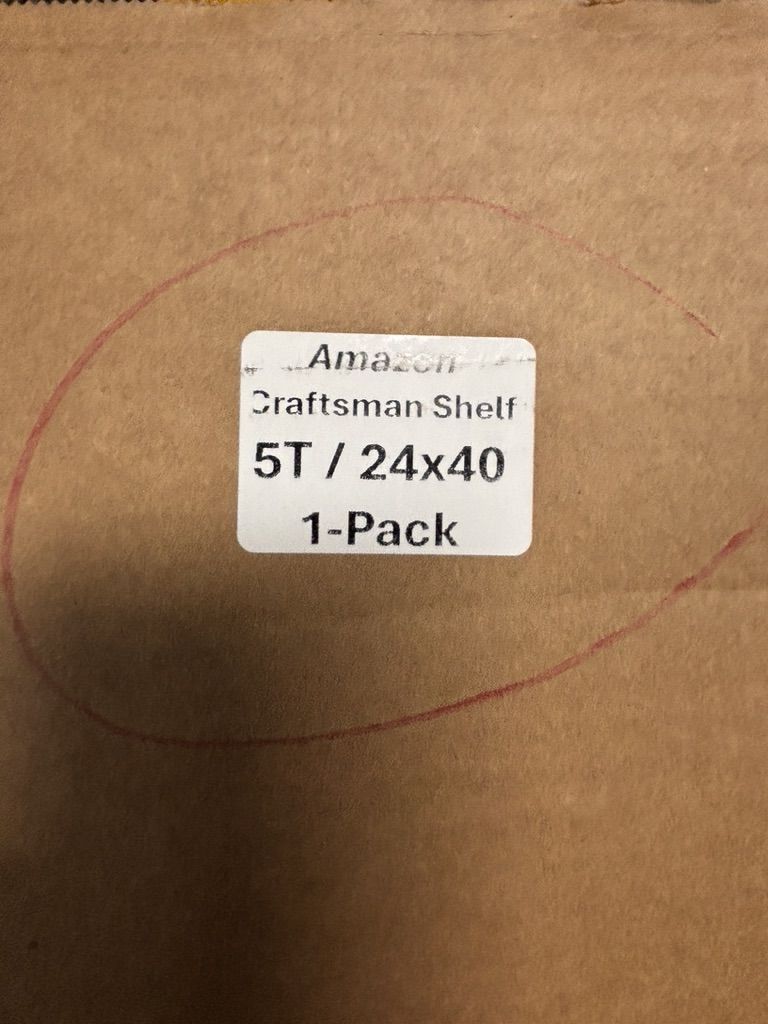 Amazon
Craftsman Shelf
5T / 24x40
1-Pack